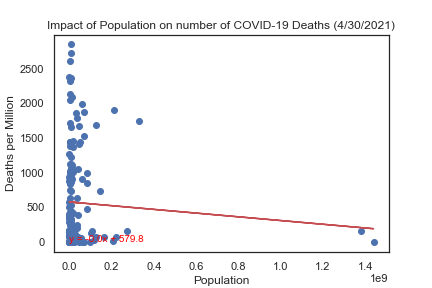 Impact of Population on number of COVID-19 Deaths (4/30/2021)
Deaths per Million
2500
2000
1500
1000
500
0
579.8
0.0 0.2 0.4 0.6 0.8 1.0 1.2 1.4
1e9
Population